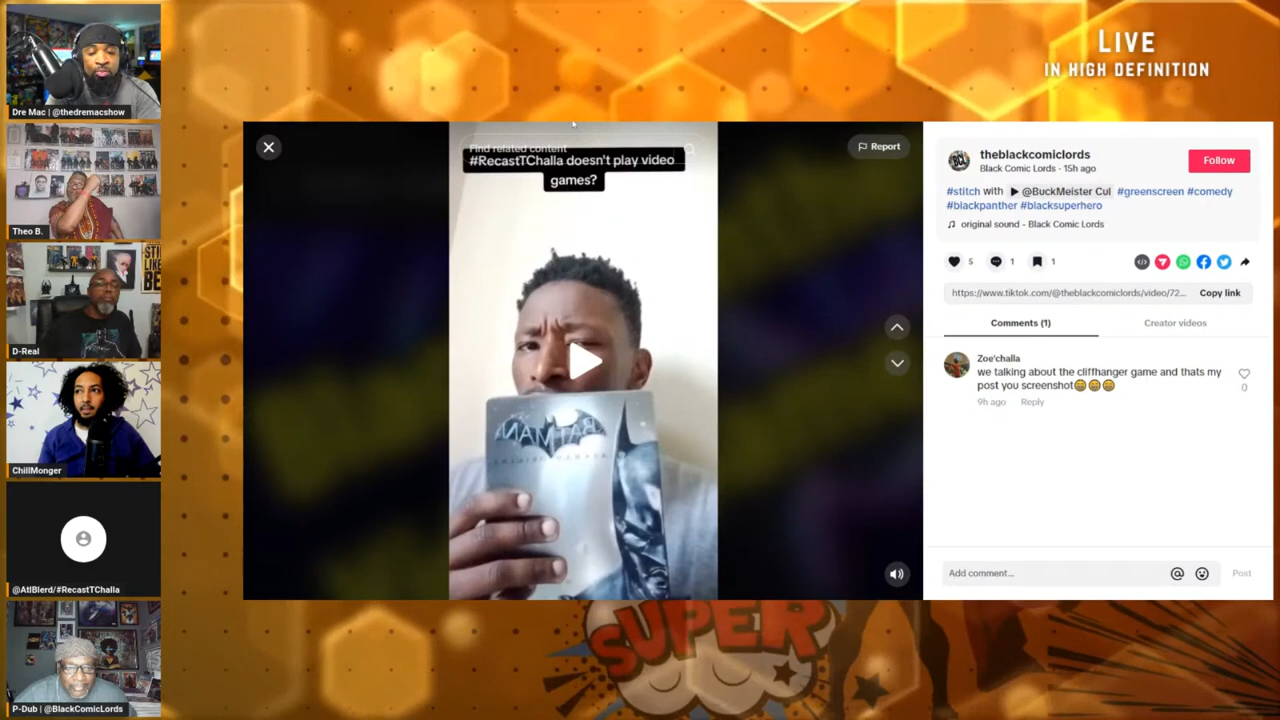 Dre Mac | @thedremacshow
Theo B.
D-Real
ChillMonger
@AtlBlerd/#RecastTChalla
P-Dub | @BlackComicLords
LIVE
IN HIGH DEFINITION
Find related content
#RecastTChalla doesn't play video
games?
Report
BATMAN
theblackcomiclords
Black Comic Lords - 15h ago
Follow
#stitch with @BuckMeister Cul #greenscreen #comedy
#blackpanther #blacksuperhero
original sound - Black Comic Lords
5
1
1
https://www.tiktok.com/@theblackcomiclords/video/72...
Copy link
Comments (1)
Creator videos
Zoe'challa
we talking about the cliffhanger game and thats my
post you screenshot😄😄😄
0
9h ago
Reply
Add comment...
Post
SUPER